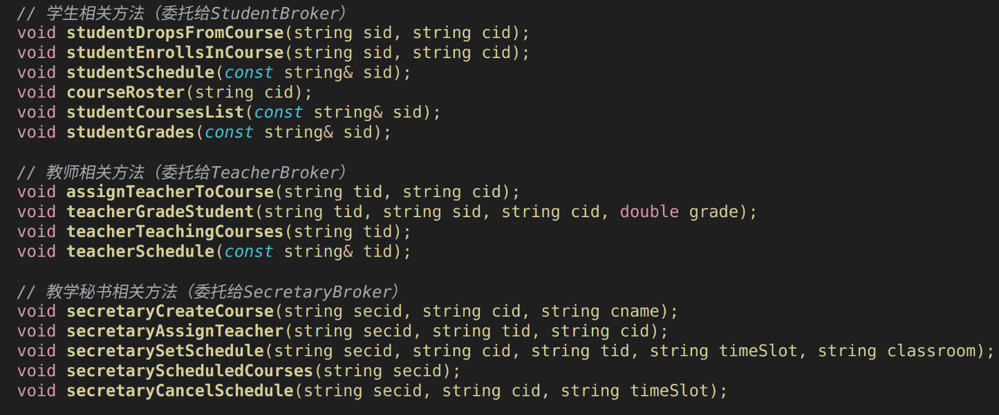 // 学生相关方法（委托给StudentBroker）
void studentDropsFromCourse(string sid, string cid);
void studentEnrollsInCourse(string sid, string cid);
void studentSchedule(const string& sid);
void courseRoster(string cid);
void studentCoursesList(const string& sid);
void studentGrades(const string& sid);
// 教师相关方法（委托给TeacherBroker）
void assignTeacherToCourse(string tid, string cid);
void teacherGradeStudent(string tid, string sid, string cid, double grade);
void teacherTeachingCourses(string tid);
void teacherSchedule(const string& tid);
// 教学秘书相关方法（委托给SecretaryBroker）
void secretaryCreateCourse(string secid, string cid, string cname);
void secretaryAssignTeacher(string secid, string tid, string cid);
void secretarySetSchedule(string secid, string cid, string tid, string timeSlot, string classroom);
void secretaryScheduledCourses(string secid);
void secretaryCancelSchedule(string secid, string cid, string timeSlot);